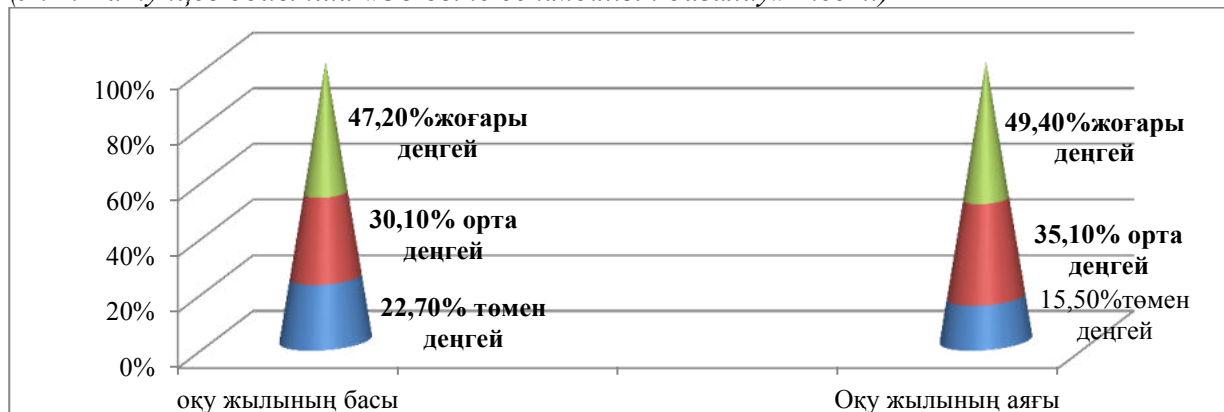 100%
80%
60%
40%
20%
0%
47,20%жоғары
деңгей
30,10% орта
деңгей
22,70% төмен
деңгей
49,40%жоғары
деңгей
35,10% орта
деңгей
15,50%төмен
деңгей
оқу жылының басы
Оқу жылының аяғы